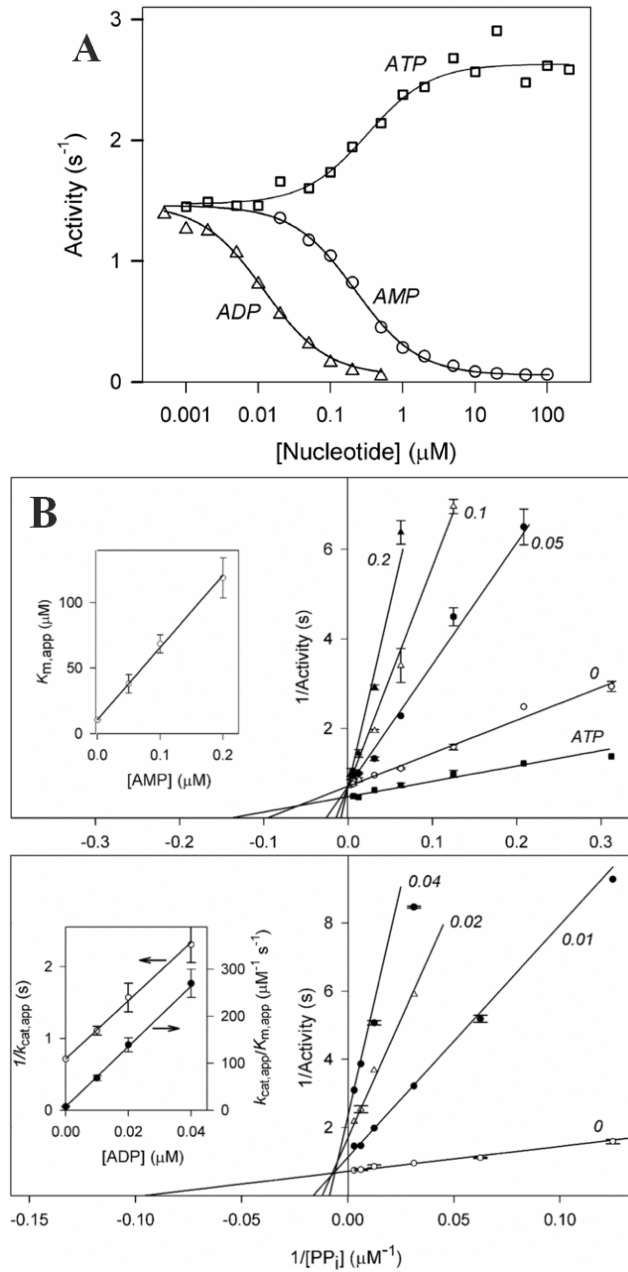 A
3
2
1
0
Activity (s⁻¹)
ATP
AMP
ADP
0.001 0.01 0.1 1 10 100
[Nucleotide] (μM)
B
100
50
0
Kₘ,app (μM)
0.0 0.1 0.2
[AMP] (μM)
6
4
2
1/Activity (s)
0.2
0.1
0.05
0
ATP
-0.3 -0.2 -0.1 0.0 0.1 0.2 0.3
2
1
0
1/kcat,app (s)
300
200
100
0
kcat,app/Km,app (μM⁻¹ s⁻¹)
0.00 0.02 0.04
[ADP] (μM)
8
6
4
2
1/Activity (s)
0.04
0.02
0.01
0
-0.15 -0.10 -0.05 0.00 0.05 0.10
1/[PPᵢ] (μM⁻¹)